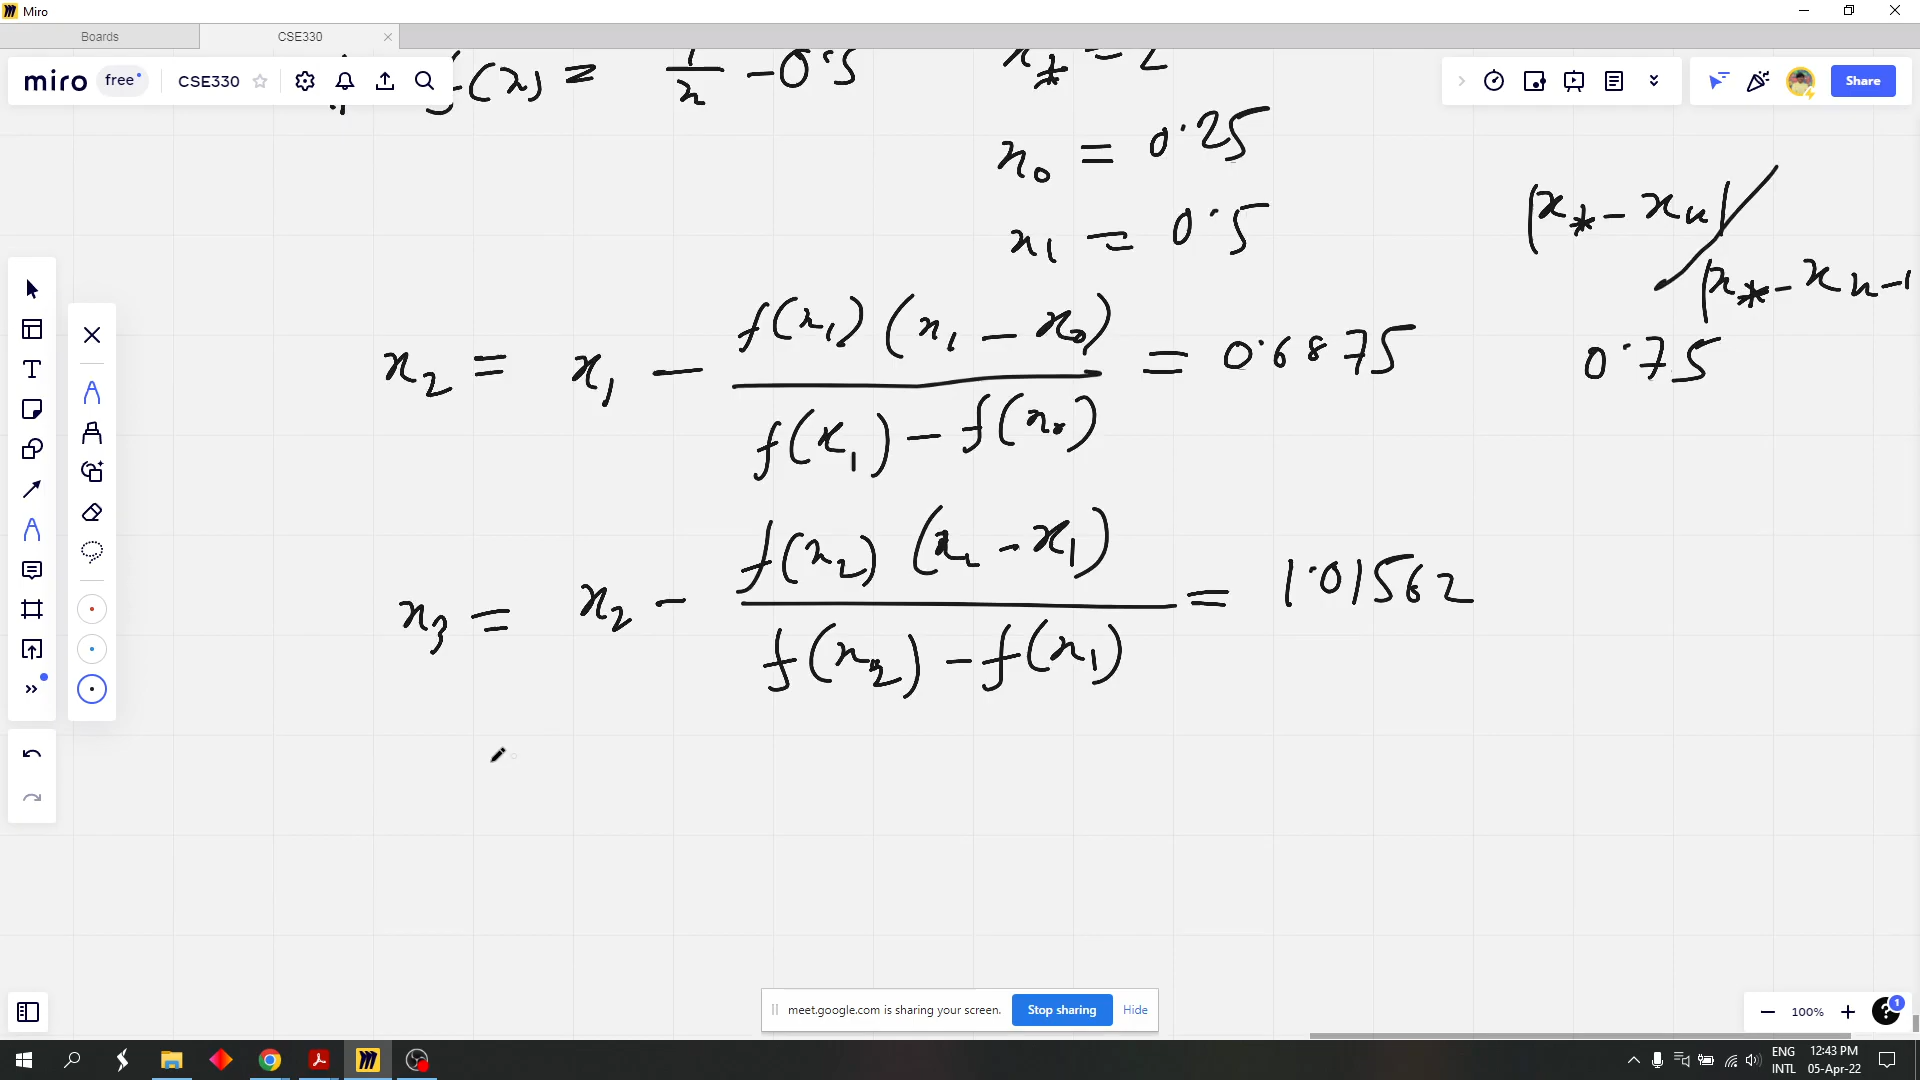 Miro
Boards
CSE330
miro free CSE330
Share
f(x) = 1/x - 0.5
x* = 2
x0 = 0.25
x1 = 0.5
|x* - xk| / |x* - xk-1
x2 = x1 - f(x1)(x1 - x0) / f(x1) - f(x0) = 0.6875
0.75
x3 = x2 - f(x2)(x2 - x1) / f(x2) - f(x1) = 1.01562
T
meet.google.com is sharing your screen. Stop sharing Hide
100%
1
ENG
INTL
12:43 PM
05-Apr-22